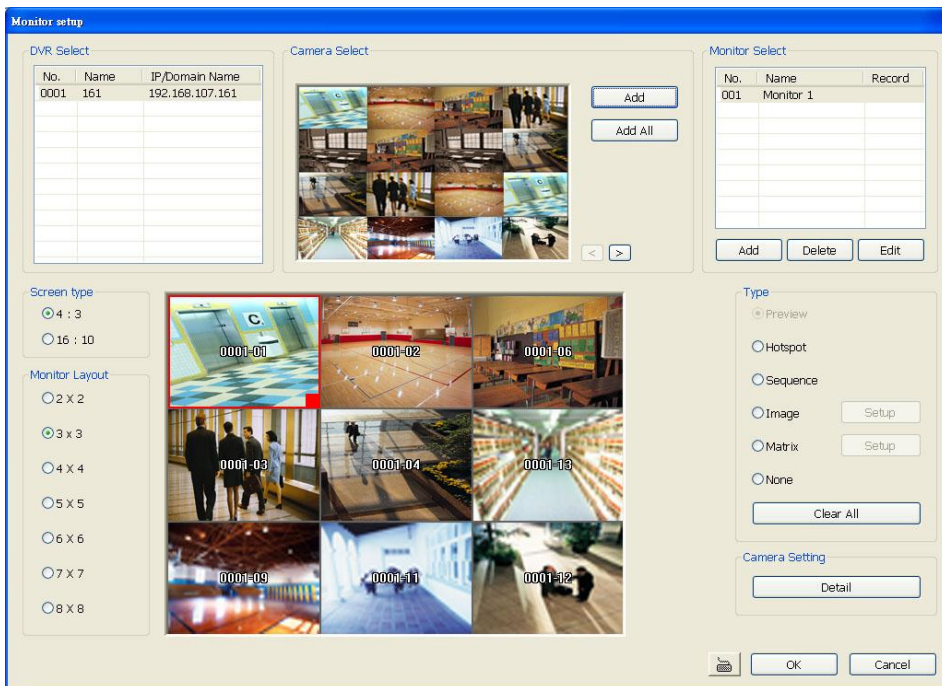 Monitor setup
DVR Select
No. Name IP/Domain Name
0001 161 192.168.107.161
Camera Select
Add
Add All
<
>
Monitor Select
No. Name Record
001 Monitor 1
Add Delete Edit
Screen type
4 : 3
16 : 10
Monitor Layout
2 X 2
3 x 3
4 X 4
5 X 5
6 X 6
7 X 7
8 X 8
C.
0001-01 0001-02 0001-06
0001-03 0001-04 0001-13
0001-09 0001-11 0001-12
Type
Preview
Hotspot
Sequence
Image Setup
Matrix Setup
None
Clear All
Camera Setting
Detail
OK Cancel